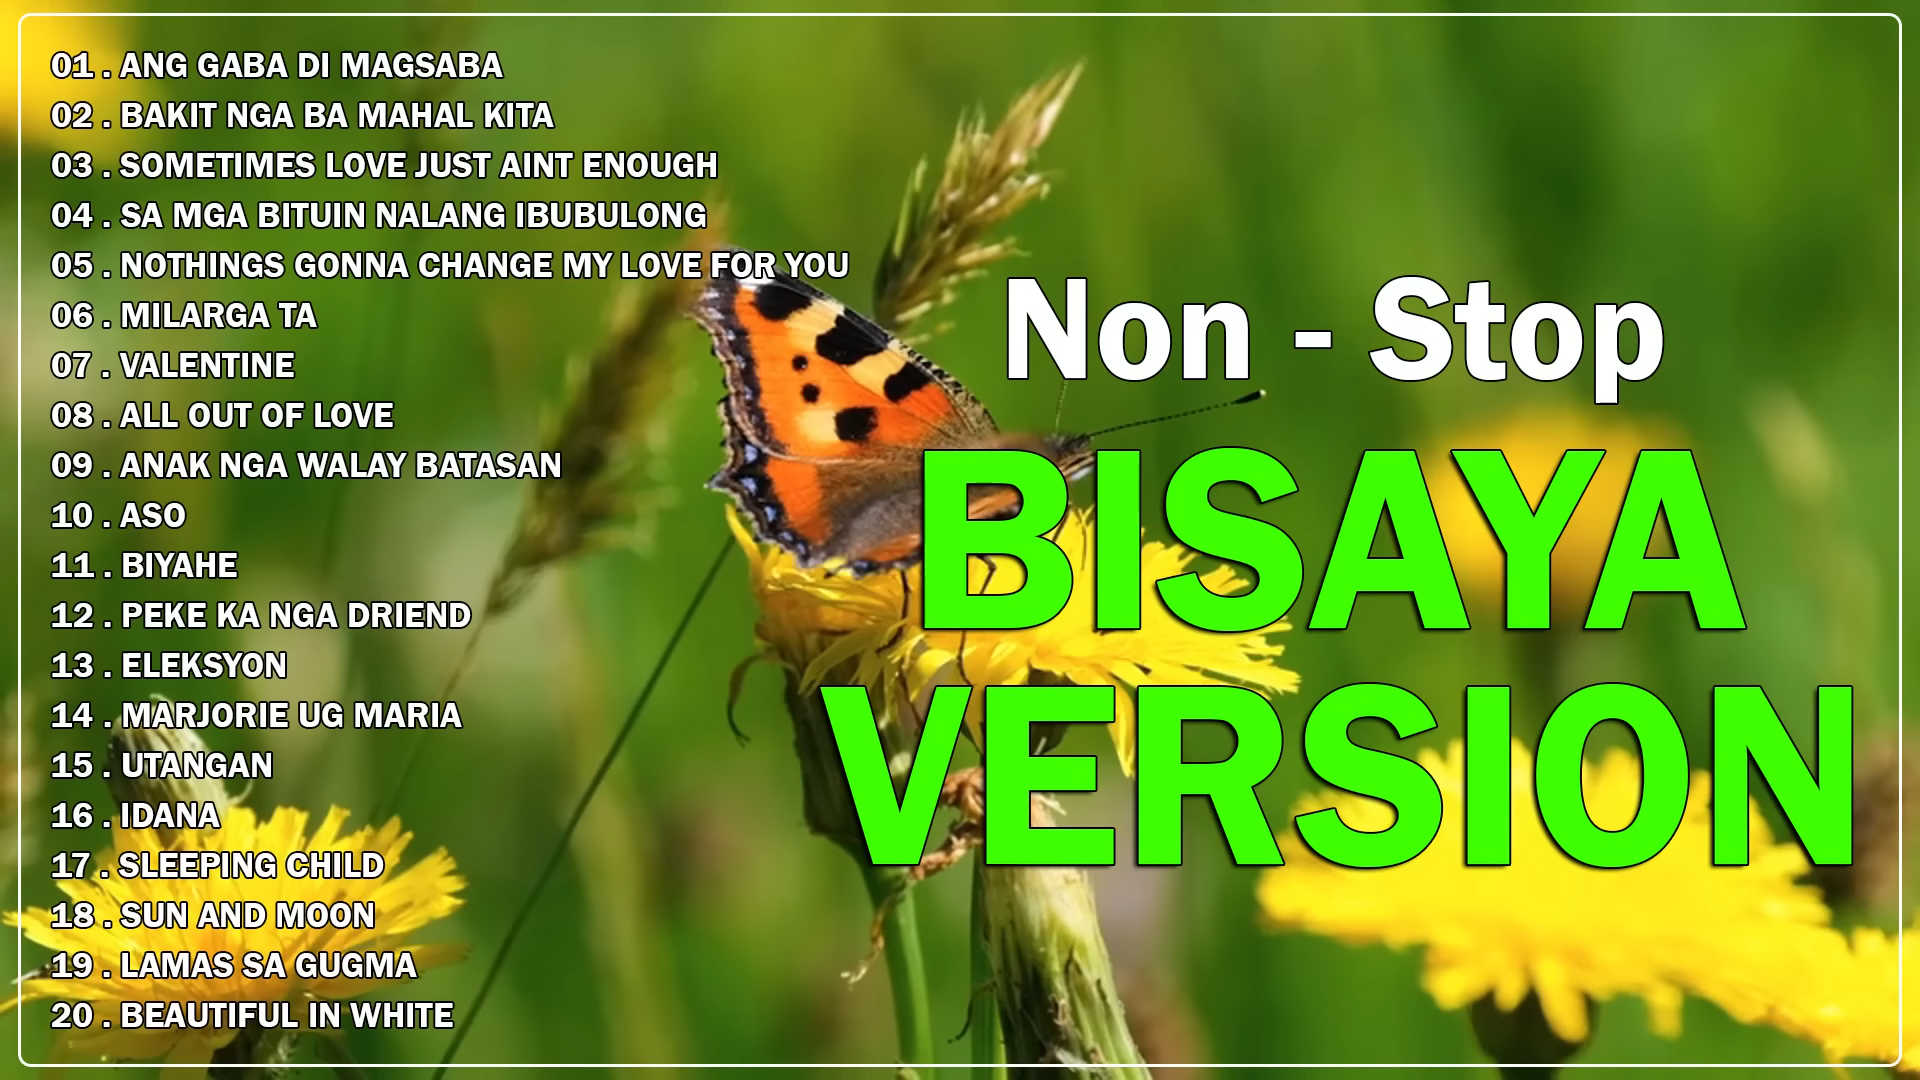 01 . ANG GABA DI MAGSABA
02 . BAKIT NGA BA MAHAL KITA
03 . SOMETIMES LOVE JUST AINT ENOUGH
04 . SA MGA BITUIN NALANG IBUBULONG
05 . NOTHINGS GONNA CHANGE MY LOVE FOR YOU
06 . MILARGA TA
07 . VALENTINE
08 . ALL OUT OF LOVE
09 . ANAK NGA WALAY BATASAN
10 . ASO
11 . BIYAHE
12 . PEKE KA NGA DRIEND
13 . ELEKSYON
14 . MARJORIE UG MARIA
15 . UTANGAN
16 . IDANA
17 . SLEEPING CHILD
18 . SUN AND MOON
19 . LAMAS SA GUGMA
20 . BEAUTIFUL IN WHITE
Non - Stop
BISAYA
VERSION